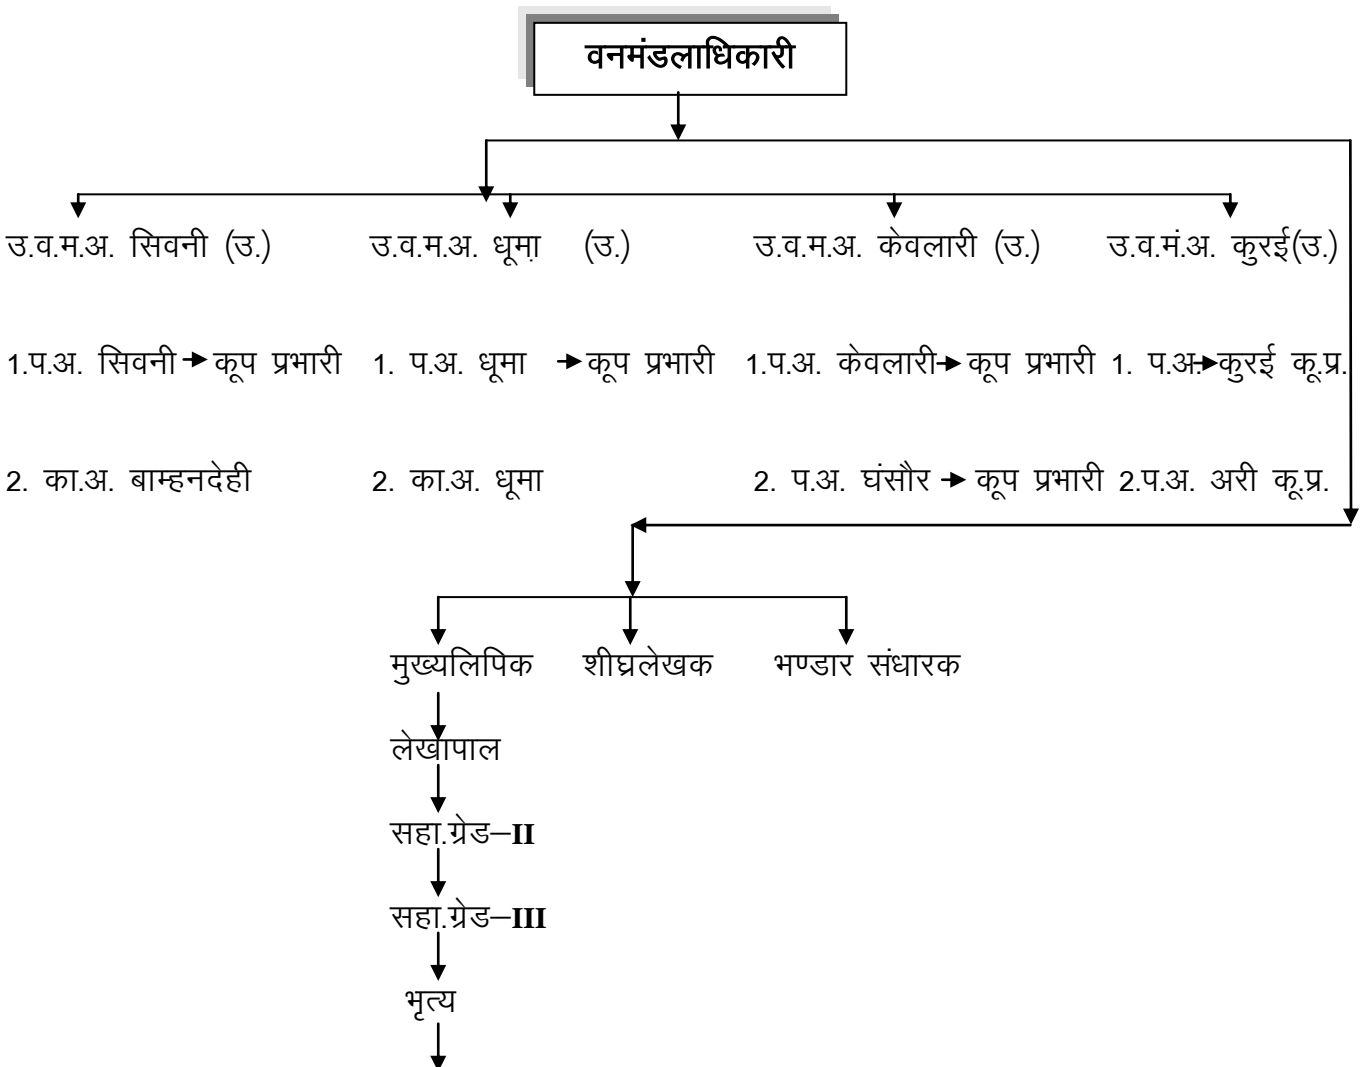 वनमंडलाधिकारी
उ.व.म.अ. सिवनी (उ.) उ.व.म.अ. धूमा (उ.) उ.व.म.अ. केवलारी (उ.) उ.व.मं.अ. कुरई(उ.)
1.प.अ. सिवनी कूप प्रभारी 1. प.अ. धूमा कूप प्रभारी 1.प.अ. केवलारी कूप प्रभारी 1. प.अ. कुरई कू.प्र.
2. का.अ. बाम्हनदेही 2. का.अ. धूमा 2. प.अ. घंसौर कूप प्रभारी 2.प.अ. अरी कू.प्र.
मुख्यलिपिक शीघ्रलेखक भण्डार संधारक
लेखापाल
सहा.ग्रेड–II
सहा.ग्रेड–III
भृत्य